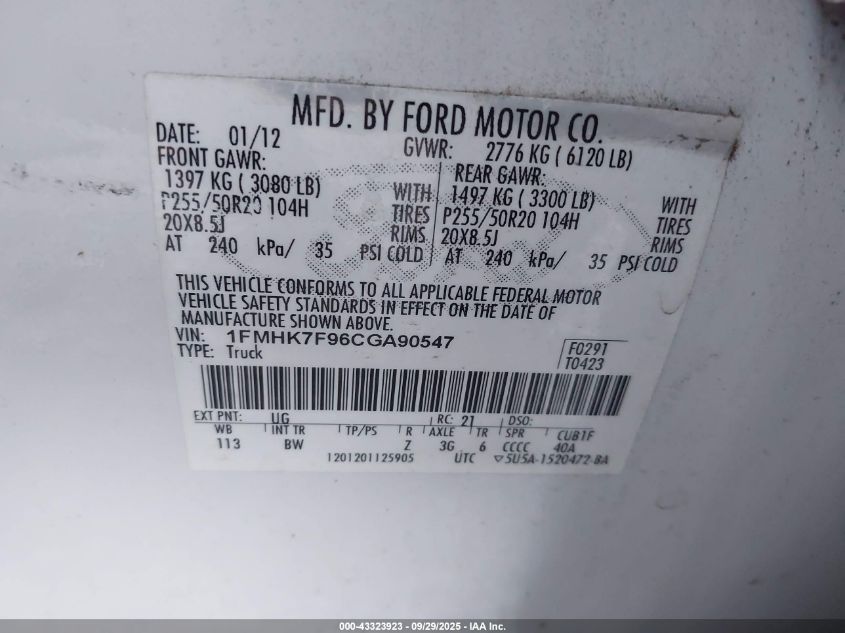 MFD. BY FORD MOTOR CO.
DATE: 01/12 GVWR: 2776 KG ( 6120 LB)
FRONT GAWR: REAR GAWR:
1397 KG ( 3080 LB) WITH 1497 KG ( 3300 LB) WITH
P255/50R20 104H TIRES P255/50R20 104H TIRES
20X8.5J RIMS 20X8.5J RIMS
AT 240 kPa/ 35 PSI COLD AT 240 kPa/ 35 PSI COLD
THIS VEHICLE CONFORMS TO ALL APPLICABLE FEDERAL MOTOR
VEHICLE SAFETY STANDARDS IN EFFECT ON THE DATE OF
MANUFACTURE SHOWN ABOVE.
VIN: 1FMHK7F96CGA90547
TYPE: Truck
F0291
T0423
EXT PNT: UG RC: 21 DSO:
WB INT TR TP/PS R AXLE TR SPR CUB1F
113 BW Z 3G 6 CCCC 40A
1201201125905 UTC ▽5U5A-1520472-BA
000-43323923 - 09/29/2025 - IAA Inc.